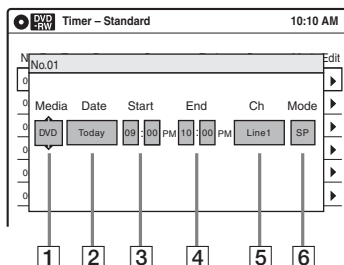 DVD -RW Timer – Standard 10:10 AM
Edit
No.01
Media Date Start End Ch Mode
DVD Today 09 : 00 PM 10 : 00 PM Line1 SP
1 2 3 4 5 6